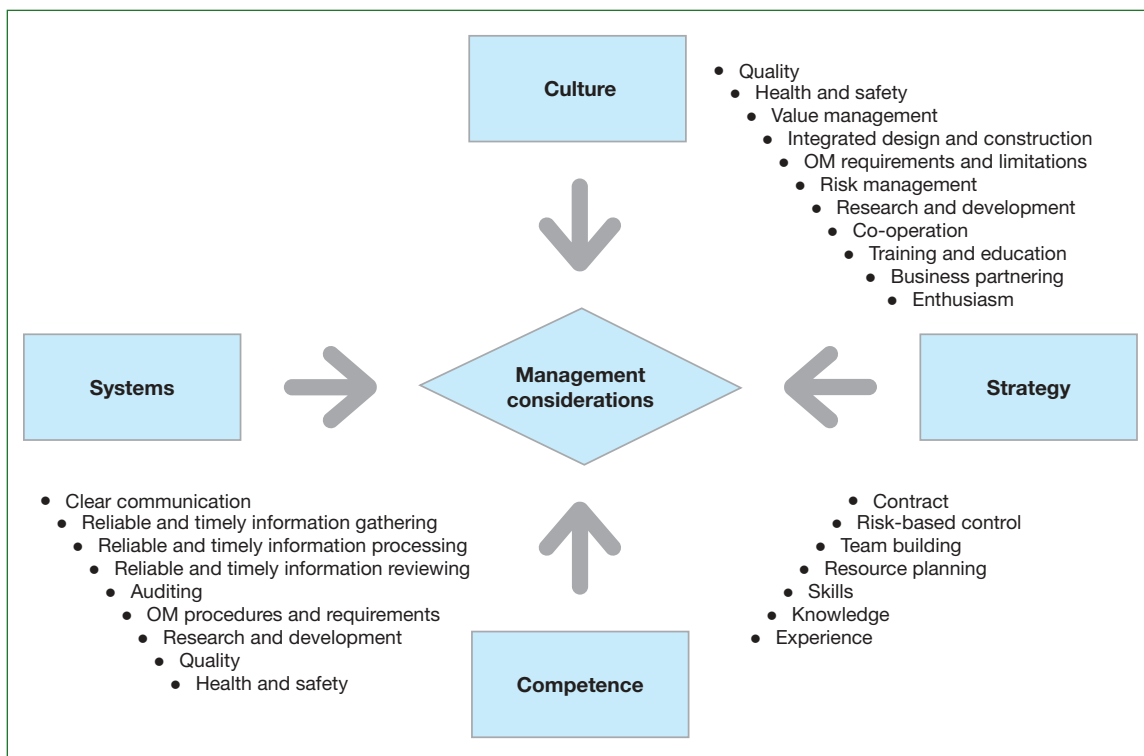 Culture
• Quality
• Health and safety
• Value management
• Integrated design and construction
• OM requirements and limitations
• Risk management
• Research and development
• Co-operation
• Training and education
• Business partnering
• Enthusiasm
Systems
Management
considerations
Strategy
• Clear communication
• Reliable and timely information gathering
• Reliable and timely information processing
• Reliable and timely information reviewing
• Auditing
• OM procedures and requirements
• Research and development
• Quality
• Health and safety
Competence
• Contract
• Risk-based control
• Team building
• Resource planning
• Skills
• Knowledge
• Experience